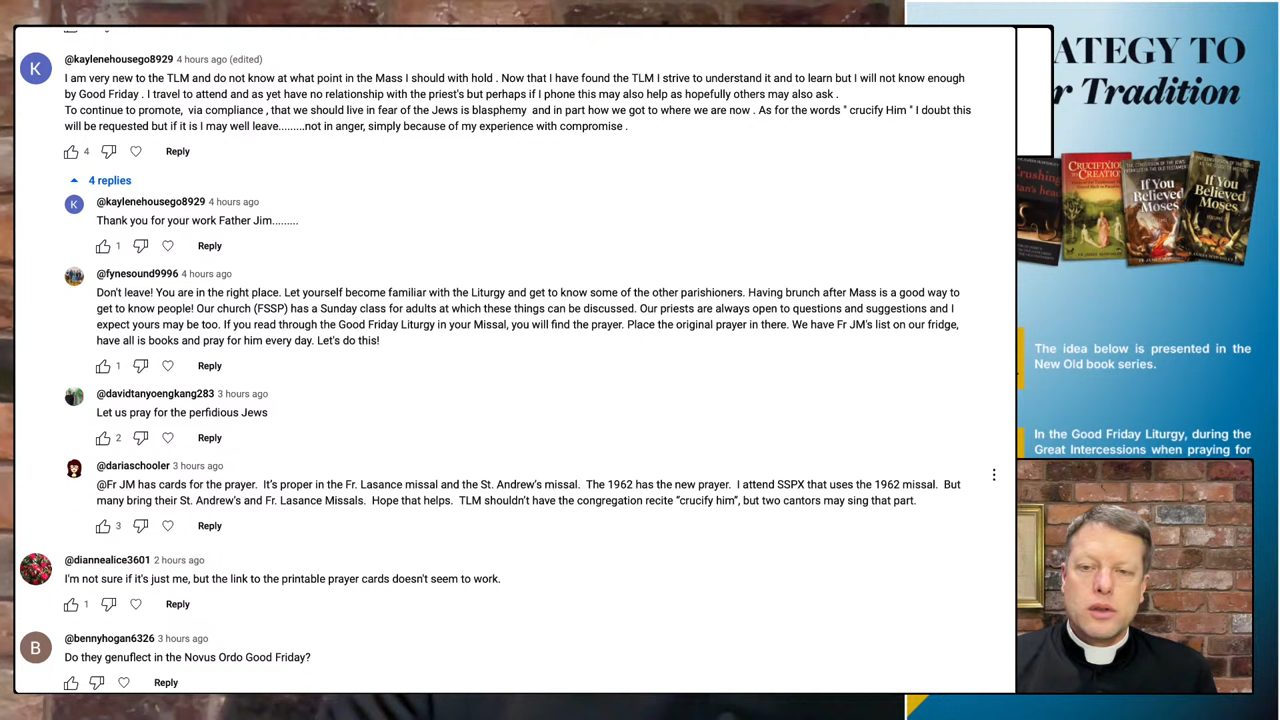 @kaylenehousego8929 4 hours ago (edited)
I am very new to the TLM and do not know at what point in the Mass I should with hold . Now that I have found the TLM I strive to understand it and to learn but I will not know enough
by Good Friday . I travel to attend and as yet have no relationship with the priest's but perhaps if I phone this may also help as hopefully others may also ask .
To continue to promote, via compliance , that we should live in fear of the Jews is blasphemy and in part how we got to where we are now . As for the words " crucify Him " I doubt this
will be requested but if it is I may well leave.........not in anger, simply because of my experience with compromise .
4
Reply
4 replies
K
@kaylenehousego8929 4 hours ago
Thank you for your work Father Jim.........
1
Reply
@fynesound9996 4 hours ago
Don't leave! You are in the right place. Let yourself become familiar with the Liturgy and get to know some of the other parishioners. Having brunch after Mass is a good way to
get to know people! Our church (FSSP) has a Sunday class for adults at which these things can be discussed. Our priests are always open to questions and suggestions and I
expect yours may be too. If you read through the Good Friday Liturgy in your Missal, you will find the prayer. Place the original prayer in there. We have Fr JM's list on our fridge,
have all is books and pray for him every day. Let's do this!
1
Reply
@davidtanyoengkang283 3 hours ago
Let us pray for the perfidious Jews
2
Reply
@dariaschooler 3 hours ago
@Fr JM has cards for the prayer. It's proper in the Fr. Lasance missal and the St. Andrew's missal. The 1962 has the new prayer. I attend SSPX that uses the 1962 missal. But
many bring their St. Andrew's and Fr. Lasance Missals. Hope that helps. TLM shouldn't have the congregation recite "crucify him", but two cantors may sing that part.
3
Reply
@diannealice3601 2 hours ago
I'm not sure if it's just me, but the link to the printable prayer cards doesn't seem to work.
1
Reply
B
@bennyhogan6326 3 hours ago
Do they genuflect in the Novus Ordo Good Friday?
Reply
K
ATEGY TO
r Tradition
CRUCIFIXION
TO CREATION
If You
Believed
Moses
If You
Believed
Moses
The idea below is presented in the
New Old book series.
In the Good Friday Liturgy, during the
Great Intercessions when praying for